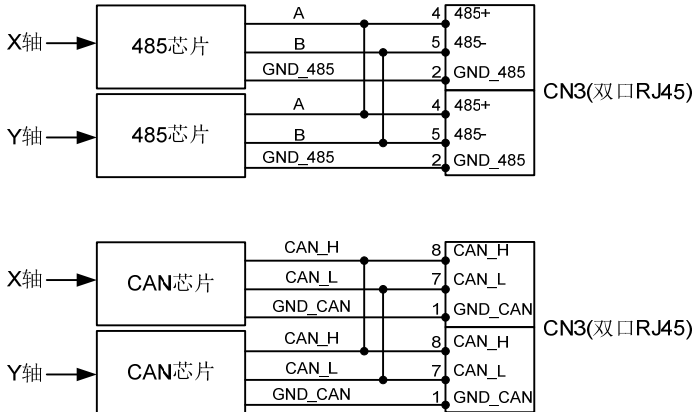 X轴
485芯片
A
4
485+
B
5
485-
GND_485
2
GND_485
Y轴
485芯片
A
4
485+
B
5
485-
GND_485
2
GND_485
CN3(双口RJ45)
X轴
CAN芯片
CAN_H
8
CAN_H
CAN_L
7
CAN_L
GND_CAN
1
GND_CAN
Y轴
CAN芯片
CAN_H
8
CAN_H
CAN_L
7
CAN_L
GND_CAN
1
GND_CAN
CN3(双口RJ45)